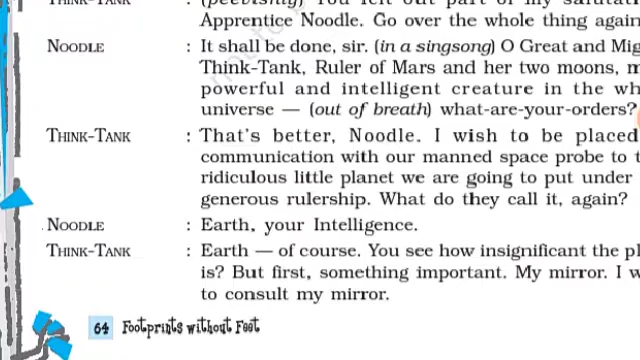 THINK-TANK : (peevishly) You left out part of my salutati
Apprentice Noodle. Go over the whole thing again
NOODLE : It shall be done, sir. (in a singsong) O Great and Mig
Think-Tank, Ruler of Mars and her two moons, m
powerful and intelligent creature in the wh
universe — (out of breath) what-are-your-orders?
THINK-TANK : That's better, Noodle. I wish to be placed
communication with our manned space probe to t
ridiculous little planet we are going to put under
generous rulership. What do they call it, again?
NOODLE : Earth, your Intelligence.
THINK-TANK : Earth — of course. You see how insignificant the pl
is? But first, something important. My mirror. I w
to consult my mirror.
64 Footprints without Feet